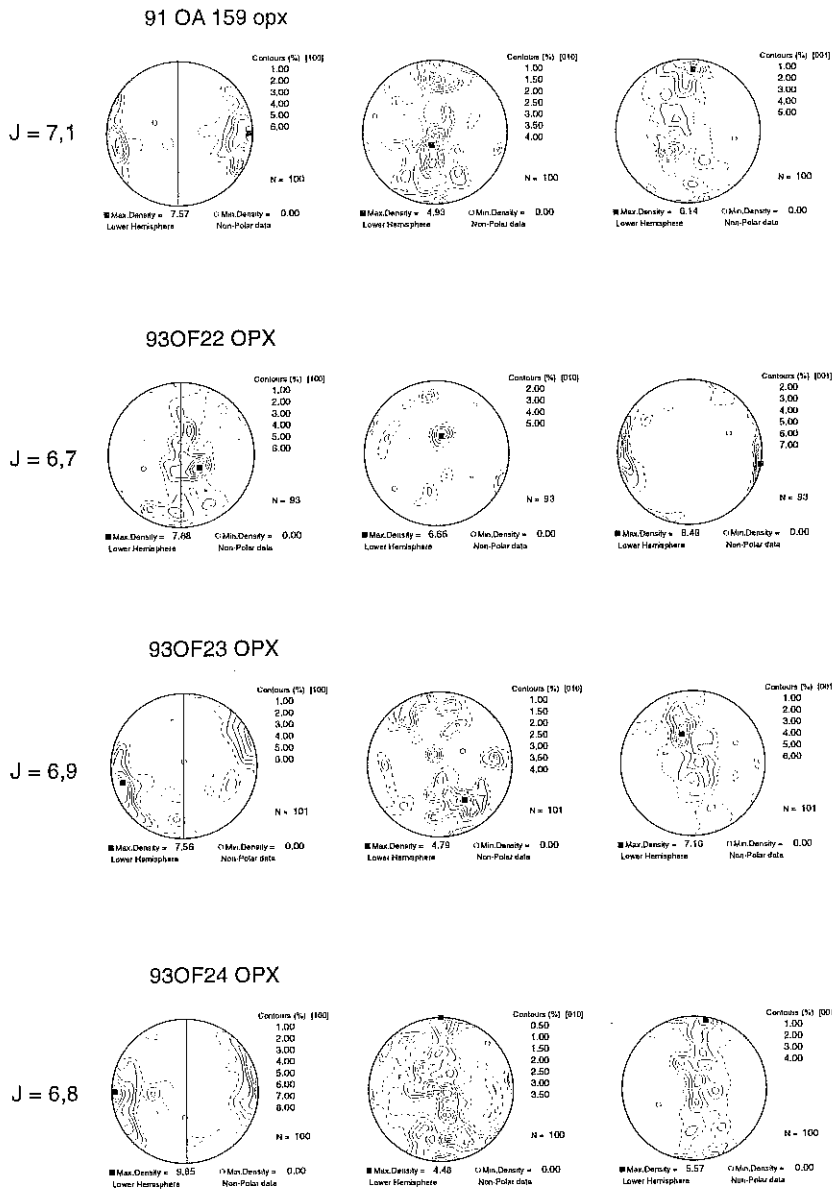 91 OA 159 opx
J = 7,1
Contours (%) [100]
1.00
2.00
3.00
4.00
5.00
6.00
N = 100
Max.Density = 7.57 Min.Density = 0.00
Lower Hemisphere Non-Polar data
Contours (%) [010]
1.00
1.50
2.00
2.50
3.00
3.50
4.00
N = 100
Max.Density = 4.93 Min.Density = 0.00
Lower Hemisphere Non-Polar data
Contours (%) [001]
1.00
2.00
3.00
4.00
5.00
N = 100
Max.Density = 6.14 Min.Density = 0.00
Lower Hemisphere Non-Polar data
93OF22 OPX
J = 6,7
Contours (%) [100]
1.00
2.00
3.00
4.00
5.00
6.00
N = 93
Max.Density = 7.88 Min.Density = 0.00
Lower Hemisphere Non-Polar data
Contours (%) [010]
2.00
3.00
4.00
5.00
N = 93
Max.Density = 6.66 Min.Density = 0.00
Lower Hemisphere Non-Polar data
Contours (%) [001]
2.00
3.00
4.00
5.00
6.00
7.00
N = 93
Max.Density = 8.48 Min.Density = 0.00
Lower Hemisphere Non-Polar data
93OF23 OPX
J = 6,9
Contours (%) [100]
1.00
2.00
3.00
4.00
5.00
6.00
N = 101
Max.Density = 7.56 Min.Density = 0.00
Lower Hemisphere Non-Polar data
Contours (%) [010]
1.00
1.50
2.00
2.50
3.00
3.50
4.00
N = 101
Max.Density = 4.79 Min.Density = 0.00
Lower Hemisphere Non-Polar data
Contours (%) [001
1.00
2.00
3.00
4.00
5.00
6.00
N = 101
Max.Density = 7.16 Min.Density = 0.00
Lower Hemisphere Non-Polar data
93OF24 OPX
J = 6,8
Contours (%) [100]
1.00
2.00
3.00
4.00
5.00
6.00
7.00
8.00
N = 100
Max.Density = 9.85 Min.Density = 0.00
Lower Hemisphere Non-Polar data
Contours (%) [010]
0.50
1.00
1.50
2.00
2.50
3.00
3.50
N = 100
Max.Density = 4.48 Min.Density = 0.00
Lower Hemisphere Non-Polar data
Contours (%) [001
1.00
2.00
3.00
4.00
N = 100
Max.Density = 5.57 Min.Density = 0.00
Lower Hemisphere Non-Polar data